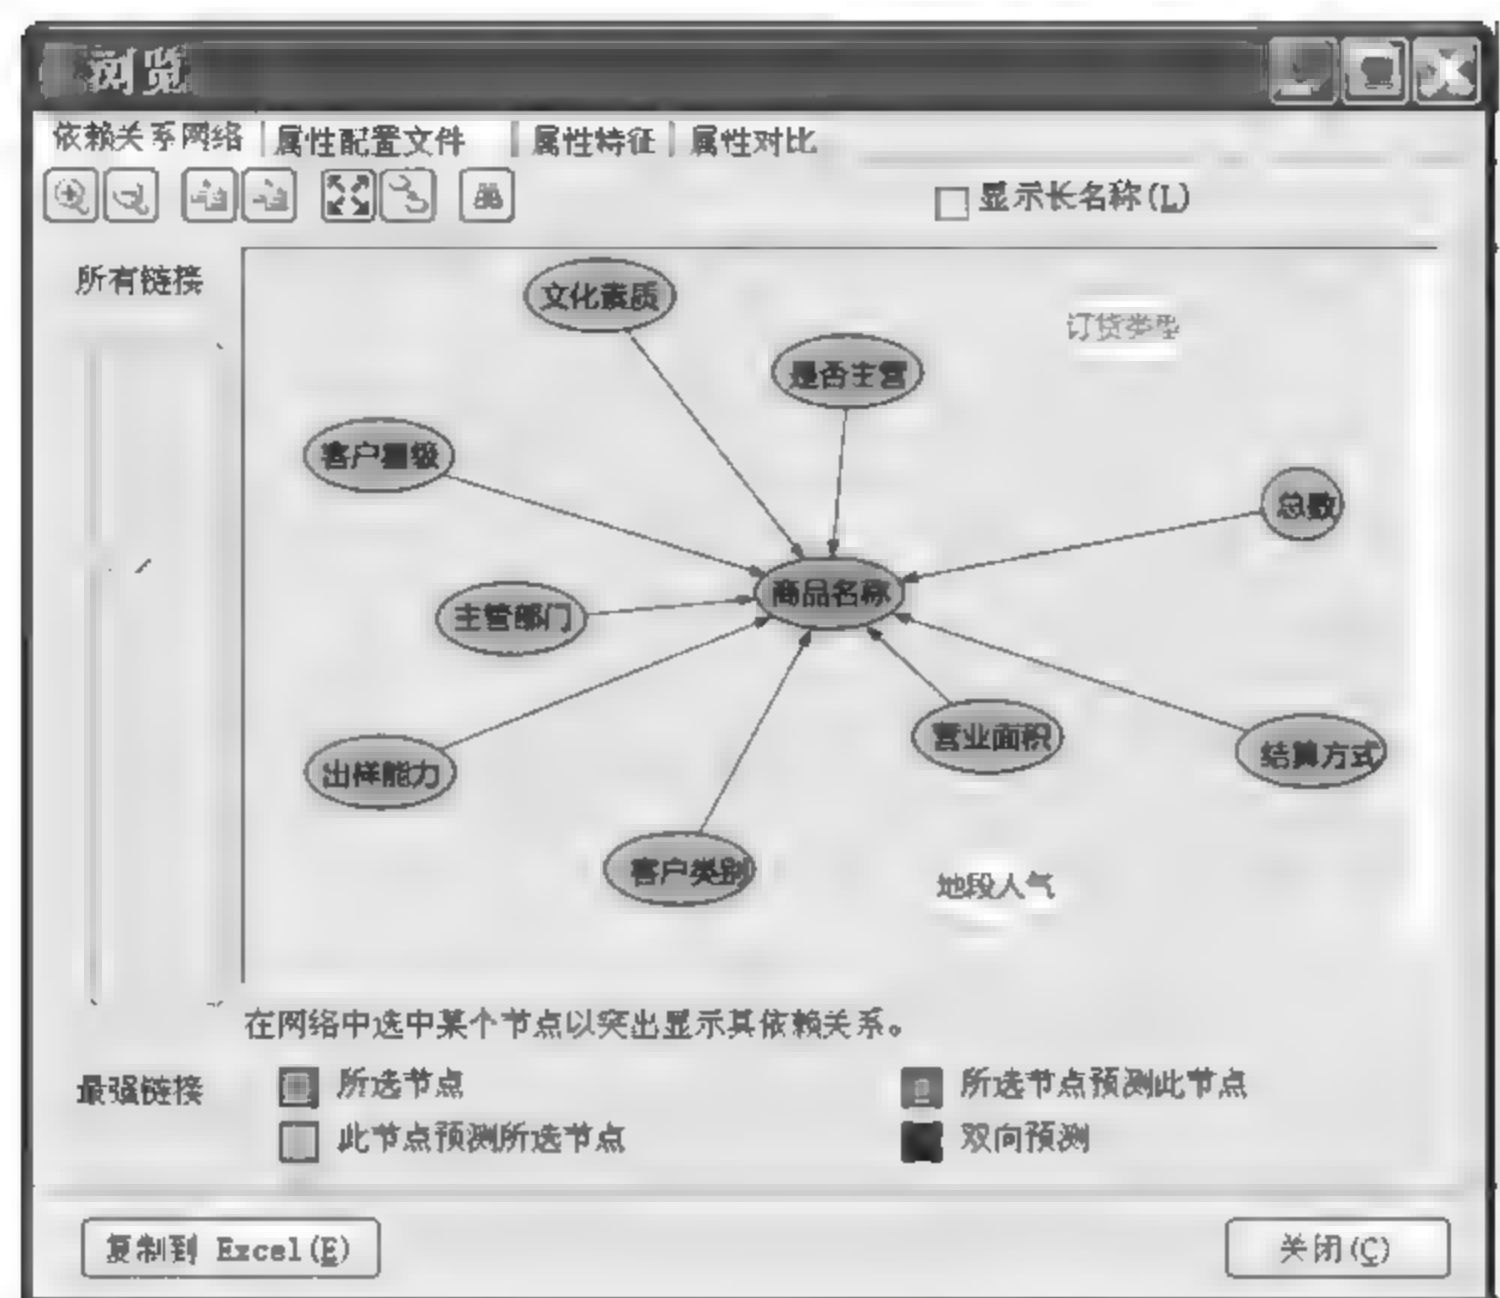 浏览
依赖关系网络 属性配置文件 属性特征 属性对比
显示长名称(L)
所有链接
文化素质
订货类型
是否主营
客户星级
总数
商品名称
主管部门
营业面积
结算方式
出样能力
客户类别
地段人气
在网络中选中某个节点以突出显示其依赖关系。
最强链接
所选节点
所选节点预测此节点
此节点预测所选节点
双向预测
复制到 Excel(E)
关闭(C)